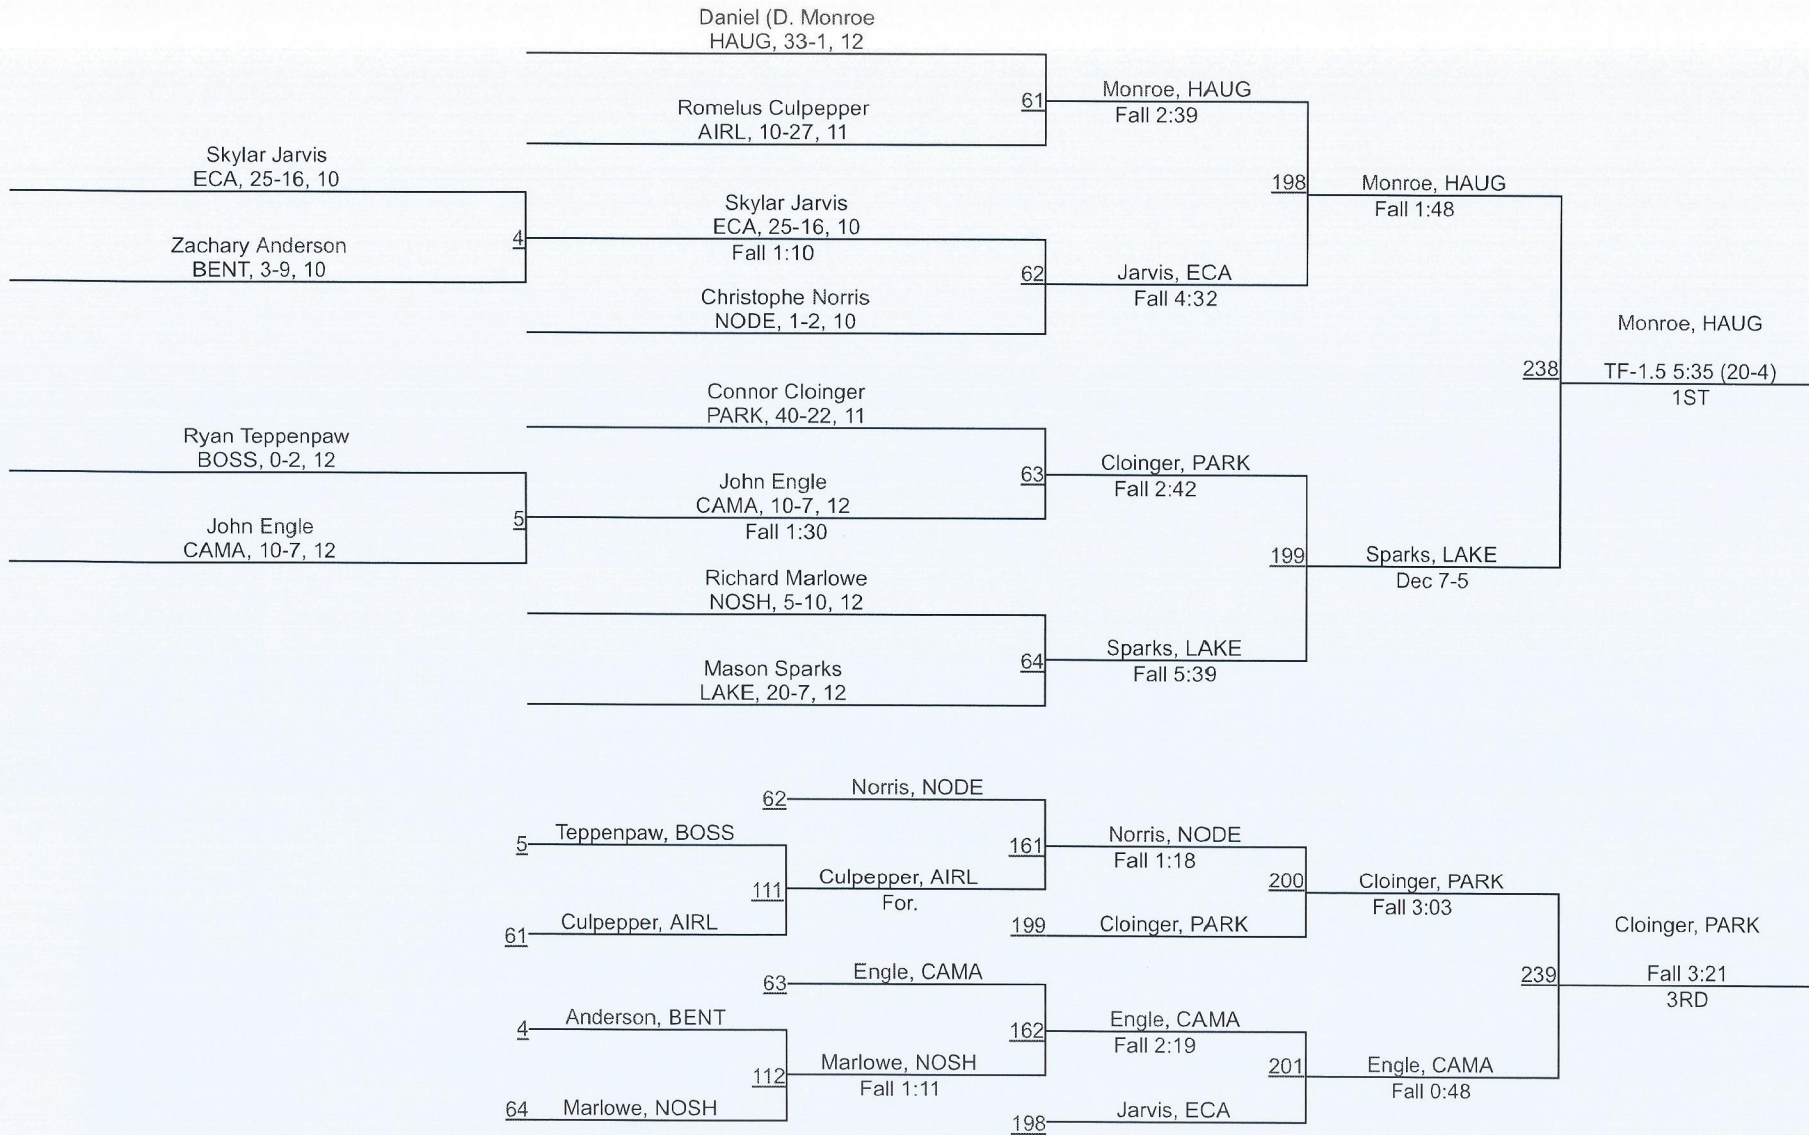 Daniel (D. Monroe
HAUG, 33-1, 12
61
Monroe, HAUG
Fall 2:39
Romelus Culpepper
AIRL, 10-27, 11
Skylar Jarvis
ECA, 25-16, 10
198
Monroe, HAUG
Fall 1:48
Skylar Jarvis
ECA, 25-16, 10
Fall 1:10
4
Zachary Anderson
BENT, 3-9, 10
62
Jarvis, ECA
Fall 4:32
Christophe Norris
NODE, 1-2, 10
Monroe, HAUG
238
TF-1.5 5:35 (20-4)
1ST
Connor Cloinger
PARK, 40-22, 11
Ryan Teppenpaw
BOSS, 0-2, 12
63
Cloinger, PARK
Fall 2:42
John Engle
CAMA, 10-7, 12
Fall 1:30
5
John Engle
CAMA, 10-7, 12
199
Sparks, LAKE
Dec 7-5
Richard Marlowe
NOSH, 5-10, 12
64
Sparks, LAKE
Fall 5:39
Mason Sparks
LAKE, 20-7, 12
62
Norris, NODE
5
Teppenpaw, BOSS
161
Norris, NODE
Fall 1:18
111
Culpepper, AIRL
For.
200
Cloinger, PARK
Fall 3:03
61
Culpepper, AIRL
199
Cloinger, PARK
Cloinger, PARK
239
Fall 3:21
3RD
63
Engle, CAMA
4
Anderson, BENT
162
Engle, CAMA
Fall 2:19
112
Marlowe, NOSH
Fall 1:11
201
Engle, CAMA
Fall 0:48
64
Marlowe, NOSH
198
Jarvis, ECA